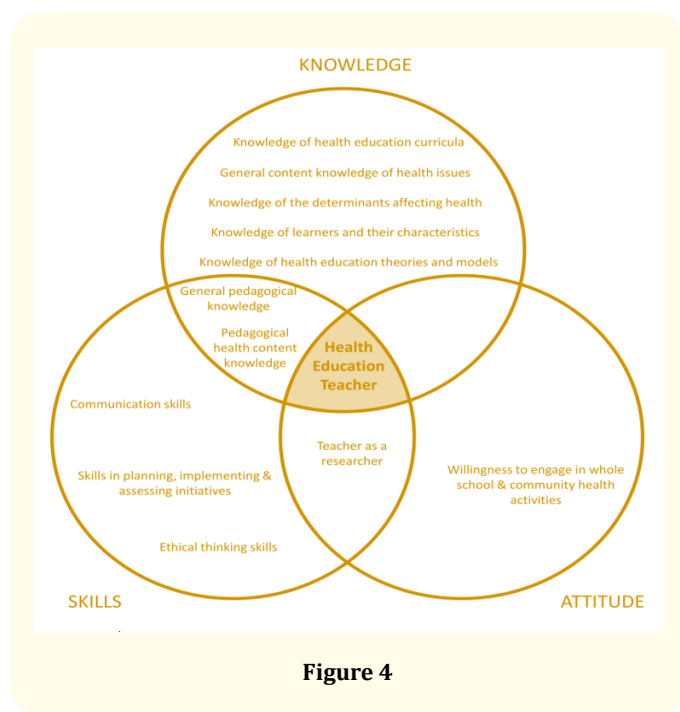 KNOWLEDGE
Knowledge of health education curricula
General content knowledge of health issues
Knowledge of the determinants affecting health
Knowledge of learners and their characteristics
Knowledge of health education theories and models
General pedagogical
knowledge
Pedagogical
health content
knowledge
Health
Education
Teacher
Communication skills
Teacher as a
researcher
Skills in planning, implementing &
assessing initiatives
Willingness to engage in whole
school & community health
activities
Ethical thinking skills
SKILLS
ATTITUDE
Figure 4